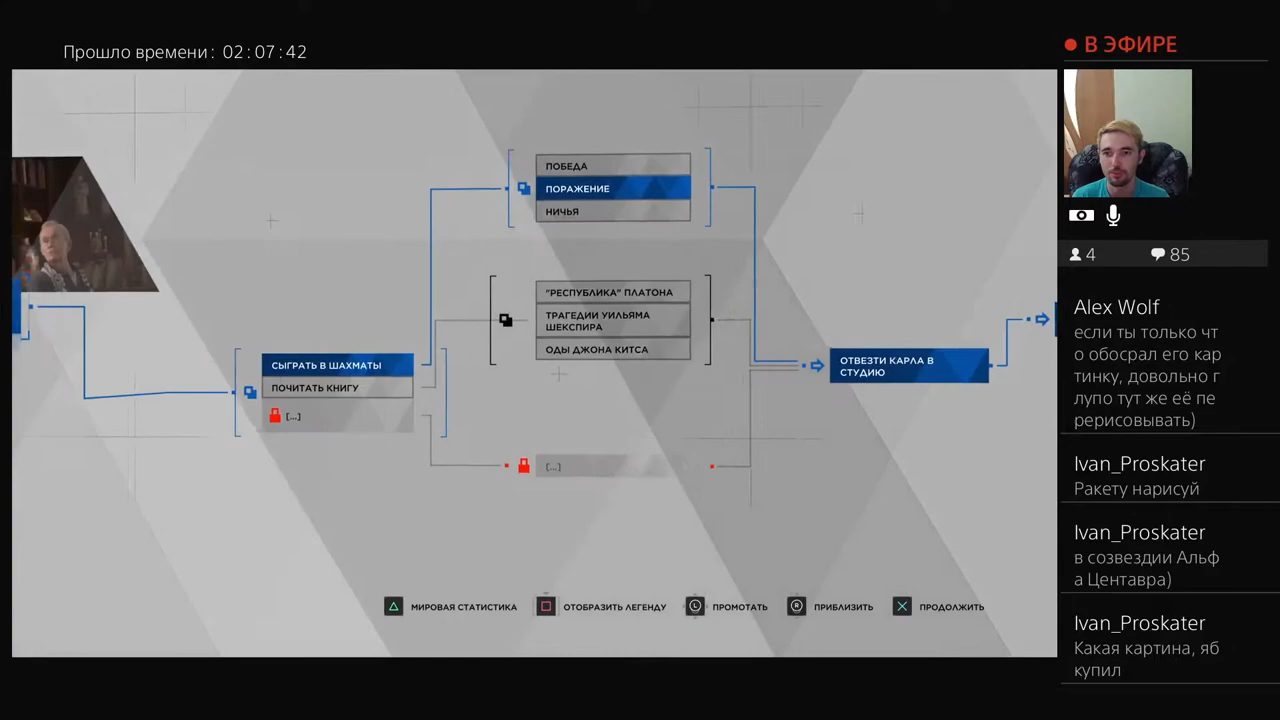 Прошло времени: 02:07:42
В ЭФИРЕ
ПОБЕДА
ПОРАЖЕНИЕ
НИЧЬЯ
"РЕСПУБЛИКА" ПЛАТОНА
ТРАГЕДИИ УИЛЬЯМА
ШЕКСПИРА
ОДЫ ДЖОНА КИТСА
СЫГРАТЬ В ШАХМАТЫ
ПОЧИТАТЬ КНИГУ
[...]
[...]
ОТВЕЗТИ КАРЛА В
СТУДИЮ
МИРОВАЯ СТАТИСТИКА
ОТОБРАЗИТЬ ЛЕГЕНДУ
L
ПРОМОТАТЬ
R
ПРИБЛИЗИТЬ
ПРОДОЛЖИТЬ
4
85
Alex Wolf
если ты только чт
о обосрал его кар
тинку, довольно г
лупо тут же её пе
ререисовывать)
Ivan_Proskater
Ракету нарисуй
Ivan_Proskater
в созвездии Альф
а Центавра)
Ivan_Proskater
Какая картина, яб
купил